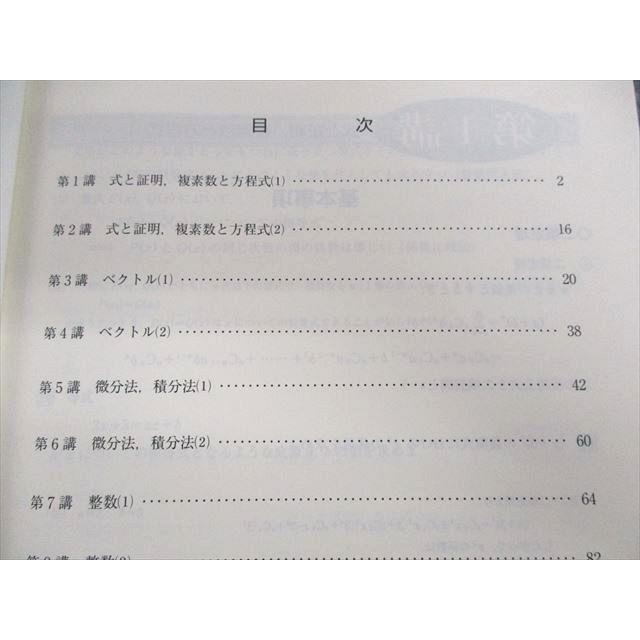 目 次
第1講 式と証明，複素数と方程式(1) ……………………………… 2
第2講 式と証明，複素数と方程式(2) ……………………………… 16
第3講 ベクトル(1) ……………………………… 20
第4講 ベクトル(2) ……………………………… 38
第5講 微分法，積分法(1) ……………………………… 42
第6講 微分法，積分法(2) ……………………………… 60
第7講 整数(1) ……………………………… 64
整数(2) ……………………………… 82